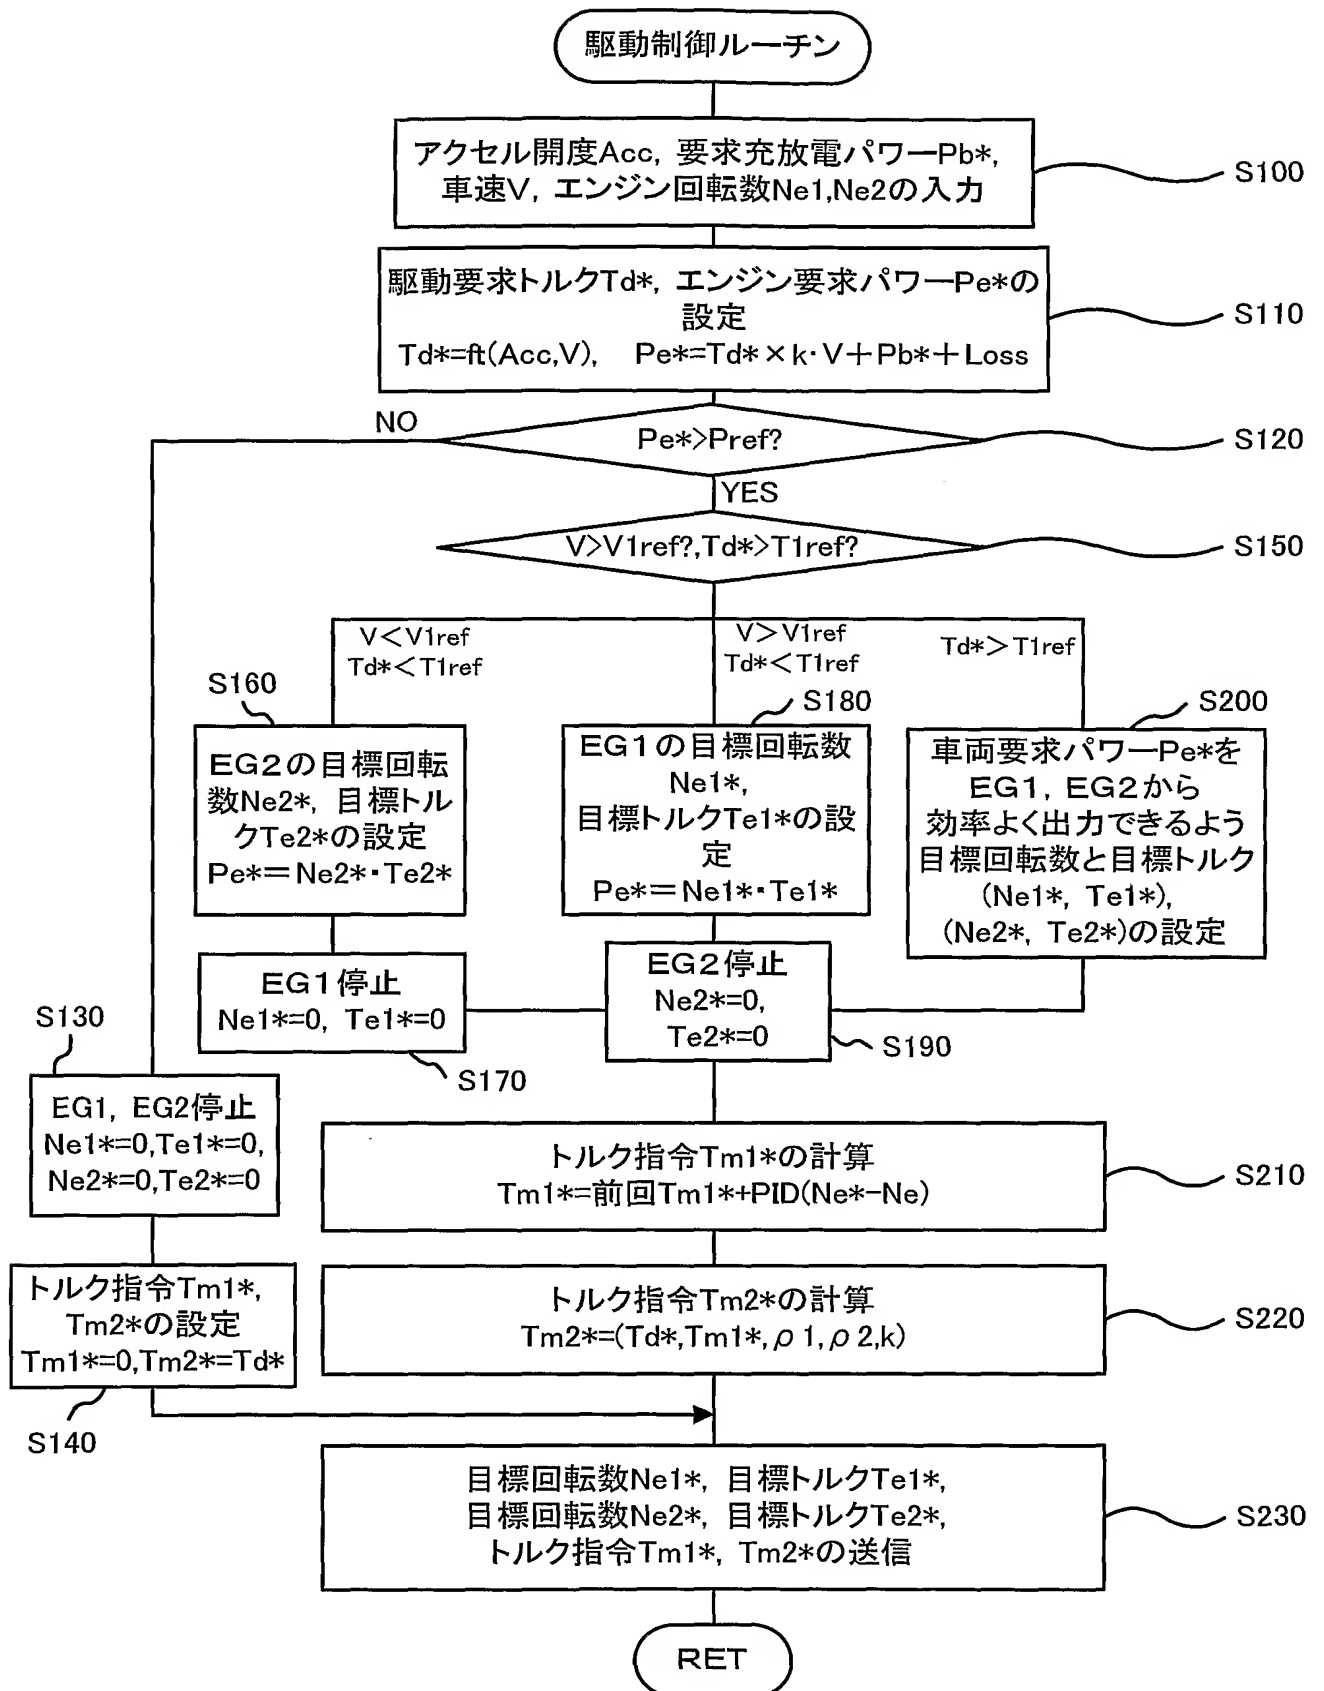 駆動制御ルーチン
アクセル開度Acc, 要求充放電パワーPb*,
車速V, エンジン回転数Ne1,Ne2の入力
S100
駆動要求トルクTd*, エンジン要求パワーPe*の
設定
Td*=ft(Acc,V), Pe*=Td*×k・V+Pb*+Loss
S110
NO
Pe*>Pref?
S120
YES
V>V1ref?,Td*>T1ref?
S150
V<V1ref
Td*<T1ref
V>V1ref
Td*<T1ref
Td*>T1ref
S160
EG2の目標回転
数Ne2*, 目標トル
クTe2*の設定
Pe*=Ne2*・Te2*
S180
EG1の目標回転数
Ne1*,
目標トルクTe1*の設
定
Pe*=Ne1*・Te1*
S200
車両要求パワーPe*を
EG1, EG2から
効率よく出力できるよう
目標回転数と目標トルク
(Ne1*, Te1*),
(Ne2*, Te2*)の設定
EG1停止
Ne1*=0, Te1*=0
S170
EG2停止
Ne2*=0,
Te2*=0
S190
S130
EG1, EG2停止
Ne1*=0,Te1*=0,
Ne2*=0,Te2*=0
トルク指令Tm1*の計算
Tm1*=前回Tm1*+PID(Ne*-Ne)
S210
トルク指令Tm1*,
Tm2*の設定
Tm1*=0,Tm2*=Td*
S140
トルク指令Tm2*の計算
Tm2*=(Td*,Tm1*,ρ1,ρ2,k)
S220
目標回転数Ne1*, 目標トルクTe1*,
目標回転数Ne2*, 目標トルクTe2*,
トルク指令Tm1*, Tm2*の送信
S230
RET